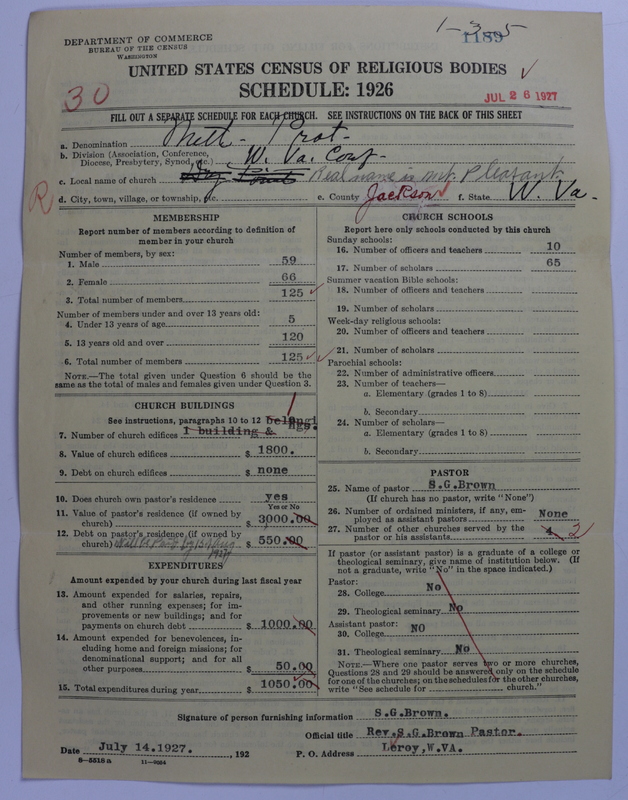 1-3-5
1189
DEPARTMENT OF COMMERCE
BUREAU OF THE CENSUS
WASHINGTON
UNITED STATES CENSUS OF RELIGIOUS BODIES
SCHEDULE: 1926
30
JUL 26 1927
FILL OUT A SEPARATE SCHEDULE FOR EACH CHURCH. SEE INSTRUCTIONS ON THE BACK OF THIS SHEET
a. Denomination Meth- Prot-
b. Division (Association, Conference, Diocese, Presbytery, Synod, etc.) W. Va. Conf-
c. Local name of church Real name is Mt. Pleasant
R
d. City, town, village, or township, etc. e. County Jackson f. State W. Va-
MEMBERSHIP
Report number of members according to definition of member in your church
Number of members, by sex:
1. Male 59
2. Female 66
3. Total number of members 125
Number of members under and over 13 years old:
4. Under 13 years of age 5
5. 13 years old and over 120
6. Total number of members 125
NOTE.—The total given under Question 6 should be the same as the total of males and females given under Question 3.
CHURCH BUILDINGS
See instructions, paragraphs 10 to 12 belongi
ngs.
7. Number of church edifices 1 building &
8. Value of church edifices $ 1800.
9. Debt on church edifices $ none
10. Does church own pastor's residence yes
Yes or No
11. Value of pastor's residence (if owned by church) $ 3000.00
12. Debt on pastor's residence (if owned by church) $ 550.00
1927
EXPENDITURES
Amount expended by your church during last fiscal year
13. Amount expended for salaries, repairs, and other running expenses; for improvements or new buildings; and for payments on church debt $ 1000.00
14. Amount expended for benevolences, including home and foreign missions; for denominational support; and for all other purposes $ 50.00
15. Total expenditures during year $ 1050.00
CHURCH SCHOOLS
Report here only schools conducted by this church
Sunday schools:
16. Number of officers and teachers 10
17. Number of scholars 65
Summer vacation Bible schools:
18. Number of officers and teachers
19. Number of scholars
Week-day religious schools:
20. Number of officers and teachers
21. Number of scholars
Parochial schools:
22. Number of administrative officers
23. Number of teachers—
a. Elementary (grades 1 to 8)
b. Secondary
24. Number of scholars—
a. Elementary (grades 1 to 8)
b. Secondary
PASTOR
25. Name of pastor S.G.Brown
(If church has no pastor, write "None")
26. Number of ordained ministers, if any, employed as assistant pastors None
27. Number of other churches served by the pastor or his assistants 4 3
If pastor (or assistant pastor) is a graduate of a college or theological seminary, give name of institution below. (If not a graduate, write "No" in the space indicated.)
Pastor:
28. College No
29. Theological seminary No
Assistant pastor:
30. College NO
31. Theological seminary No
NOTE.—Where one pastor serves two or more churches, Questions 28 and 29 should be answered only on the schedule for one of the churches; on the schedules for the other churches, write "See schedule for church."
Signature of person furnishing information S.G.Brown.
Official title Rev.S.G.Brown Pastor.
Date July 14.1927. 192 P. O. Address Leroy,W.VA.
8-5518a 11-9034